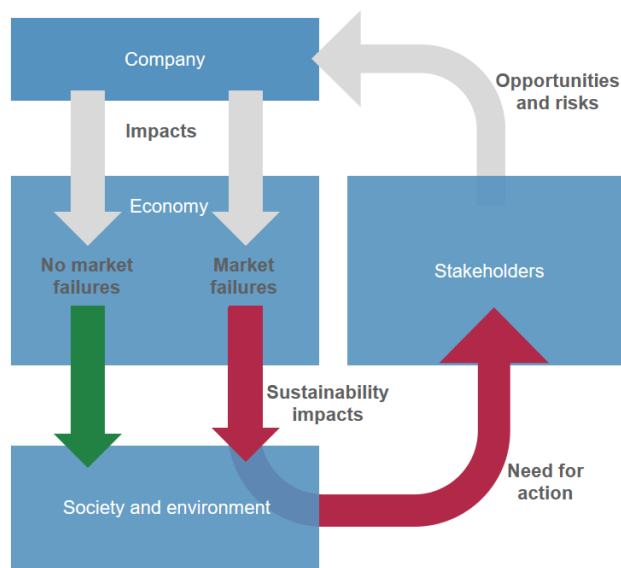 Company
Opportunities
and risks
Impacts
Economy
No market
failures
Market
failures
Stakeholders
Sustainability
impacts
Need for
action
Society and environment